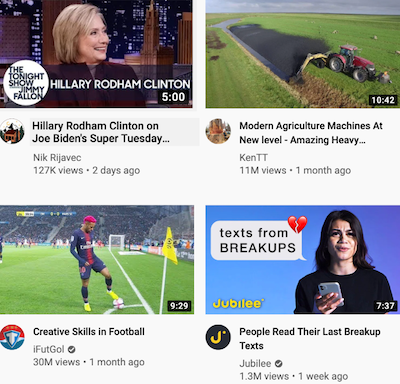 THE
TONIGHT
SHOW
JIMMY
FALLON
HILLARY RODHAM CLINTON
5:00
10:42
Hillary Rodham Clinton on
Joe Biden's Super Tuesday…
Nik Rijavec
127K views • 2 days ago
Modern Agriculture Machines At
New level - Amazing Heavy…
KenTT
11M views • 1 month ago
9:29
texts from
BREAKUPS
Jubilee
7:37
Creative Skills in Football
iFutGol
30M views • 1 month ago
J
People Read Their Last Breakup
Texts
Jubilee
1.3M views • 1 week ago